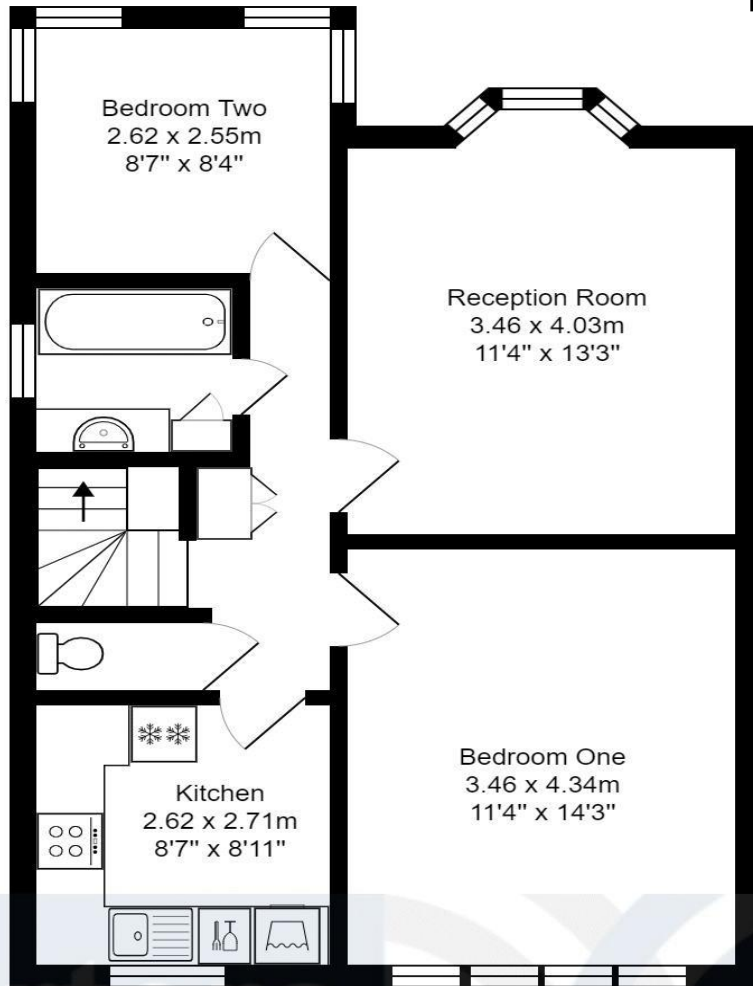 Bedroom Two
2.62 x 2.55m
8'7" x 8'4"
Reception Room
3.46 x 4.03m
11'4" x 13'3"
Bedroom One
3.46 x 4.34m
11'4" x 14'3"
Kitchen
2.62 x 2.71m
8'7" x 8'11"